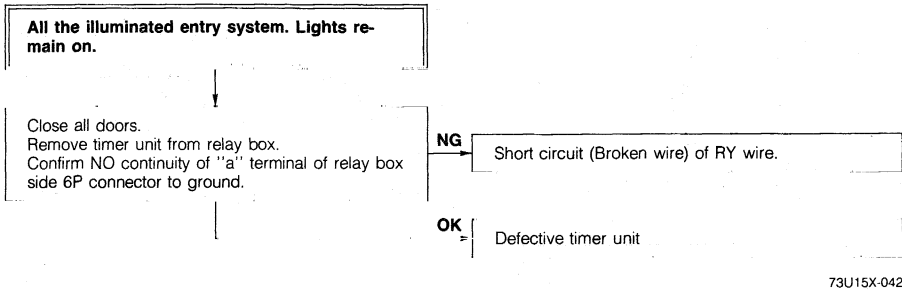 All the illuminated entry system. Lights re-
main on.
Close all doors.
Remove timer unit from relay box.
Confirm NO continuity of "a" terminal of relay box
side 6P connector to ground.
NG
Short circuit (Broken wire) of RY wire.
OK
Defective timer unit
73U15X-042